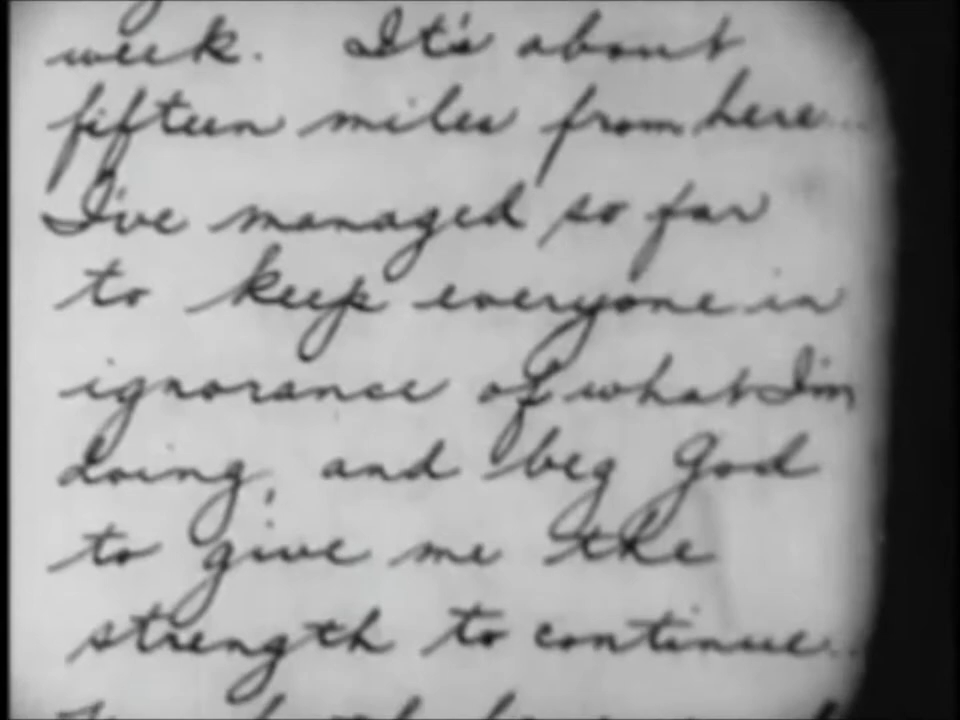 week. It's about
fifteen miles from here...
I've managed so far
to keep everyone in
ignorance of what I'm
doing, and beg God
to give me the
strength to continue...